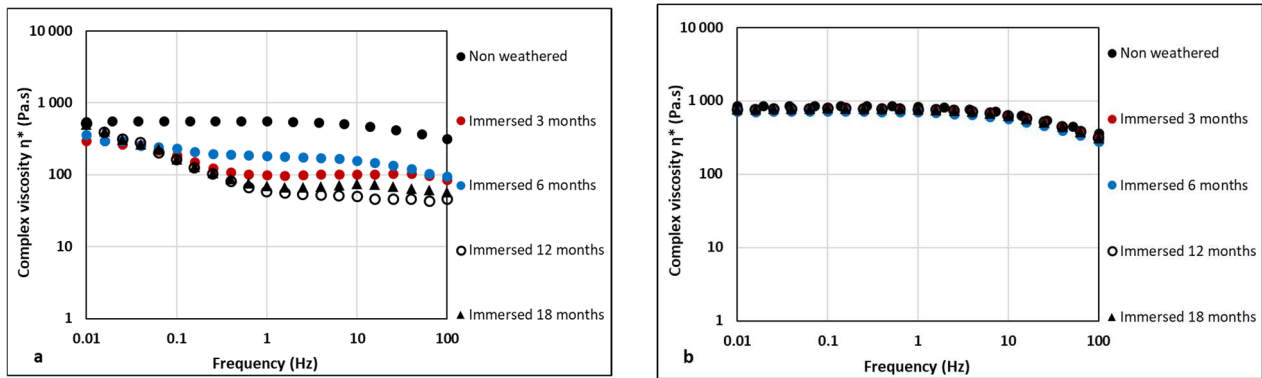 10 000
1 000
100
10
1
Complex viscosity η* (Pa.s)
0.01 0.1 1 10 100
Frequency (Hz)
a
Non weathered
Immersed 3 months
Immersed 6 months
Immersed 12 months
Immersed 18 months
10 000
1 000
100
10
1
Complex viscosity η* (Pa.s)
0.01 0.1 1 10 100
Frequency (Hz)
b
Non weathered
Immersed 3 months
Immersed 6 months
Immersed 12 months
Immersed 18 months